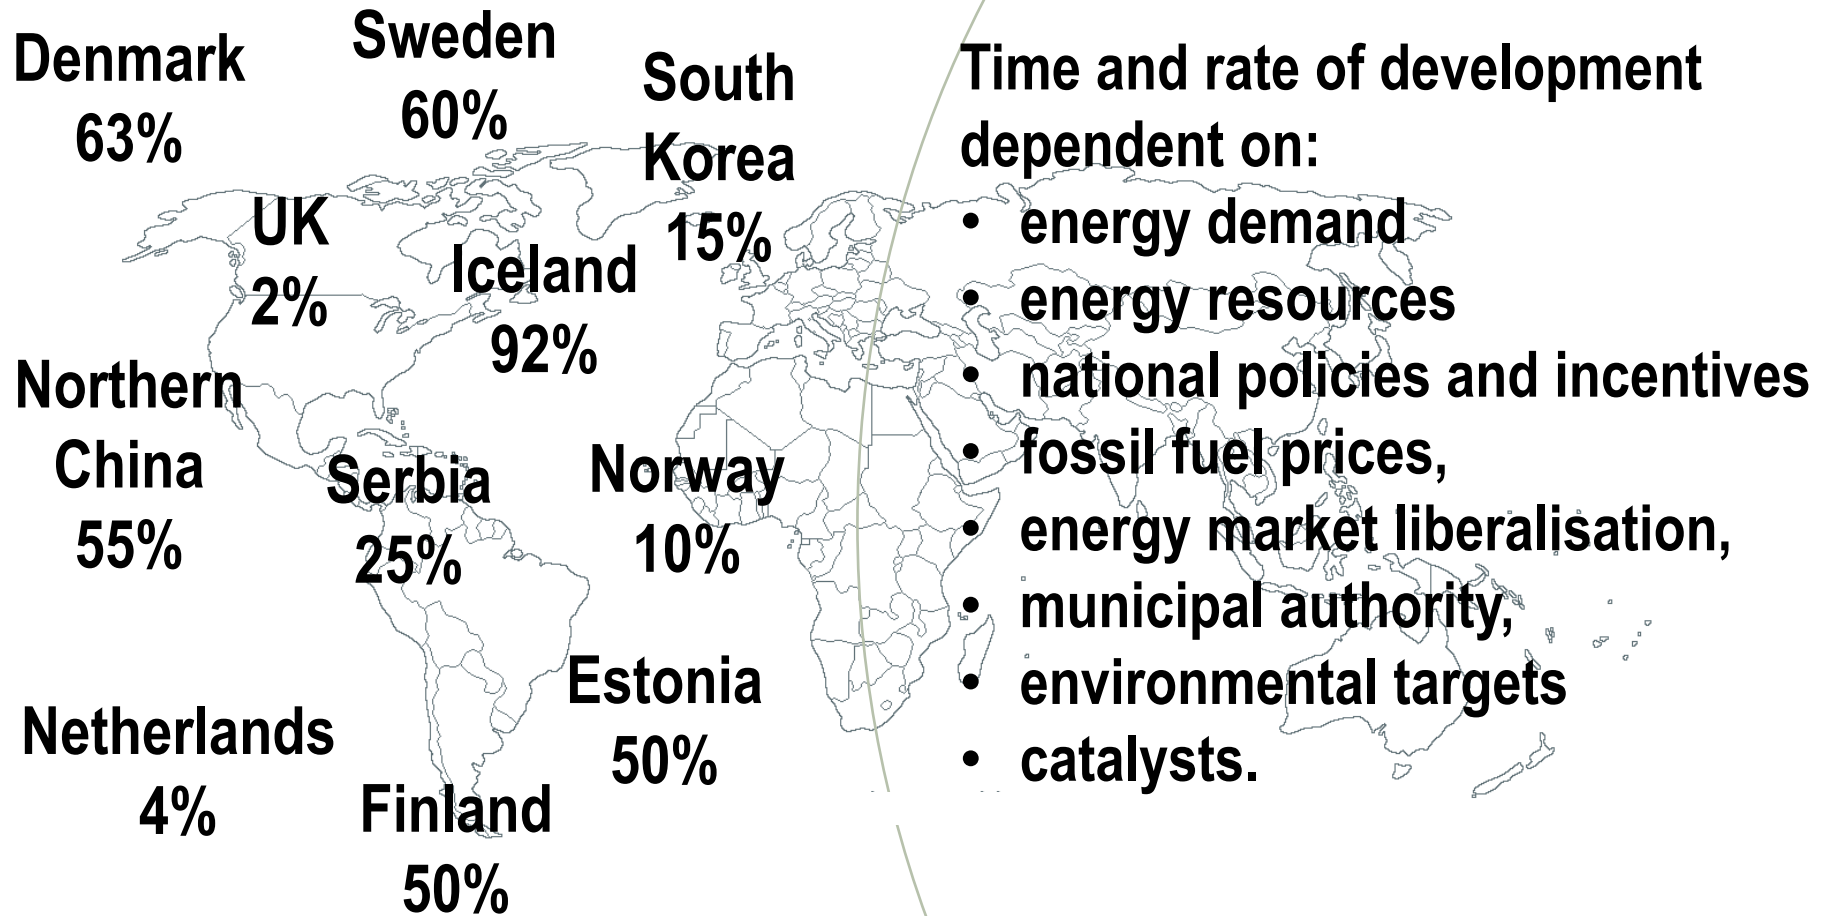 Denmark
63%
Sweden
60%
South
Korea
15%
UK
2%
Iceland
92%
Northern
China
55%
Serbia
25%
Norway
10%
Estonia
50%
Netherlands
4%
Finland
50%
Time and rate of development
dependent on:
• energy demand
• energy resources
• national policies and incentives
• fossil fuel prices,
• energy market liberalisation,
• municipal authority,
• environmental targets
• catalysts.